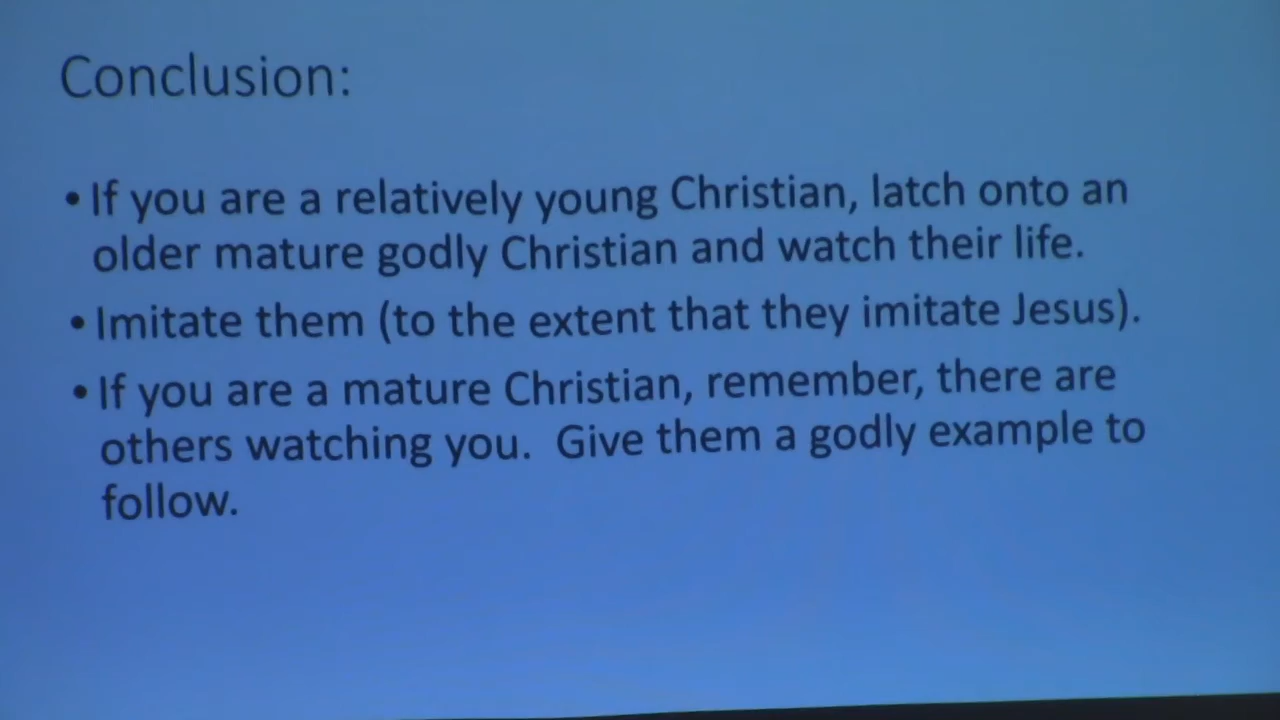 Conclusion:
• If you are a relatively young Christian, latch onto an
older mature godly Christian and watch their life.
• Imitate them (to the extent that they imitate Jesus).
• If you are a mature Christian, remember, there are
others watching you.  Give them a godly example to
follow.